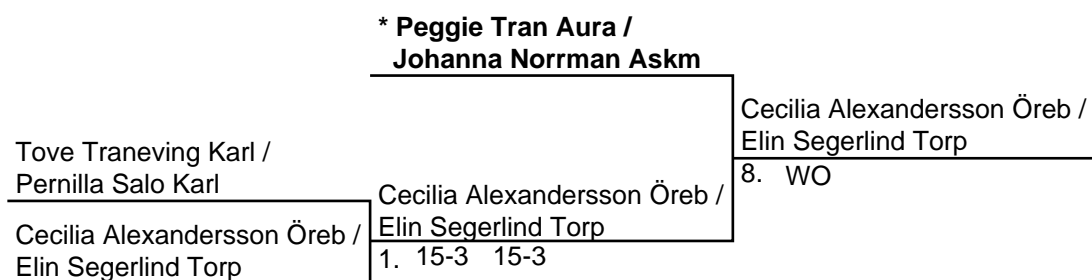 * Peggie Tran Aura /
Johanna Norrman Askm
Cecilia Alexandersson Öreb /
Elin Segerlind Torp
8. WO
Tove Traneving Karl /
Pernilla Salo Karl
Cecilia Alexandersson Öreb /
Elin Segerlind Torp
1. 15-3 15-3
Cecilia Alexandersson Öreb /
Elin Segerlind Torp